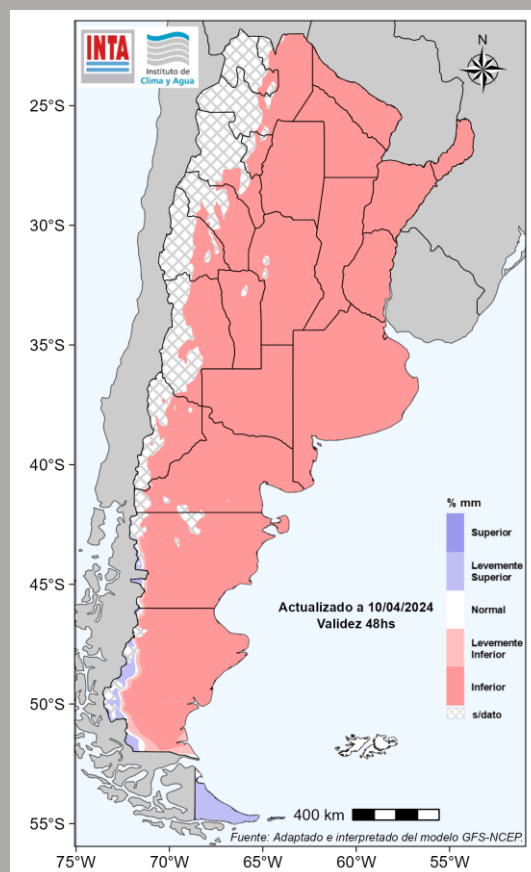 INTA
Instituto de
Clima y Agua
N
25°S
30°S
35°S
40°S
45°S
50°S
55°S
% mm
Superior
Levemente
Superior
Normal
Levemente
Inferior
Inferior
s/dato
Actualizado a 10/04/2024
Validez 48hs
400 km
Fuente: Adaptado e interpretado del modelo GFS-NCEP.
75°W
70°W
65°W
60°W
55°W